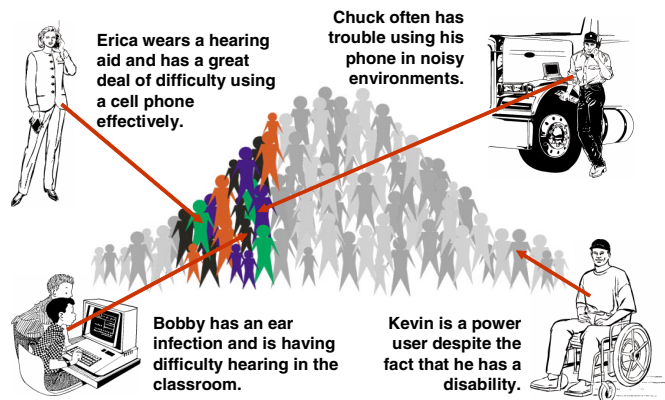 Erica wears a hearing
aid and has a great
deal of difficulty using
a cell phone
effectively.
Chuck often has
trouble using his
phone in noisy
environments.
Bobby has an ear
infection and is having
difficulty hearing in the
classroom.
Kevin is a power
user despite the
fact that he has a
disability.